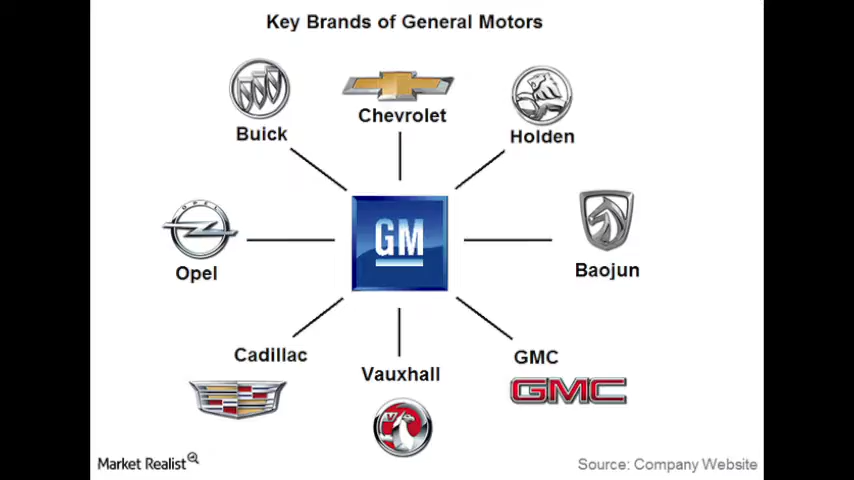 Key Brands of General Motors
Buick
Chevrolet
Holden
OPEL
Opel
GM
Baojun
Cadillac
Vauxhall
GMC
GMC
V
Market Realist
Source: Company Website